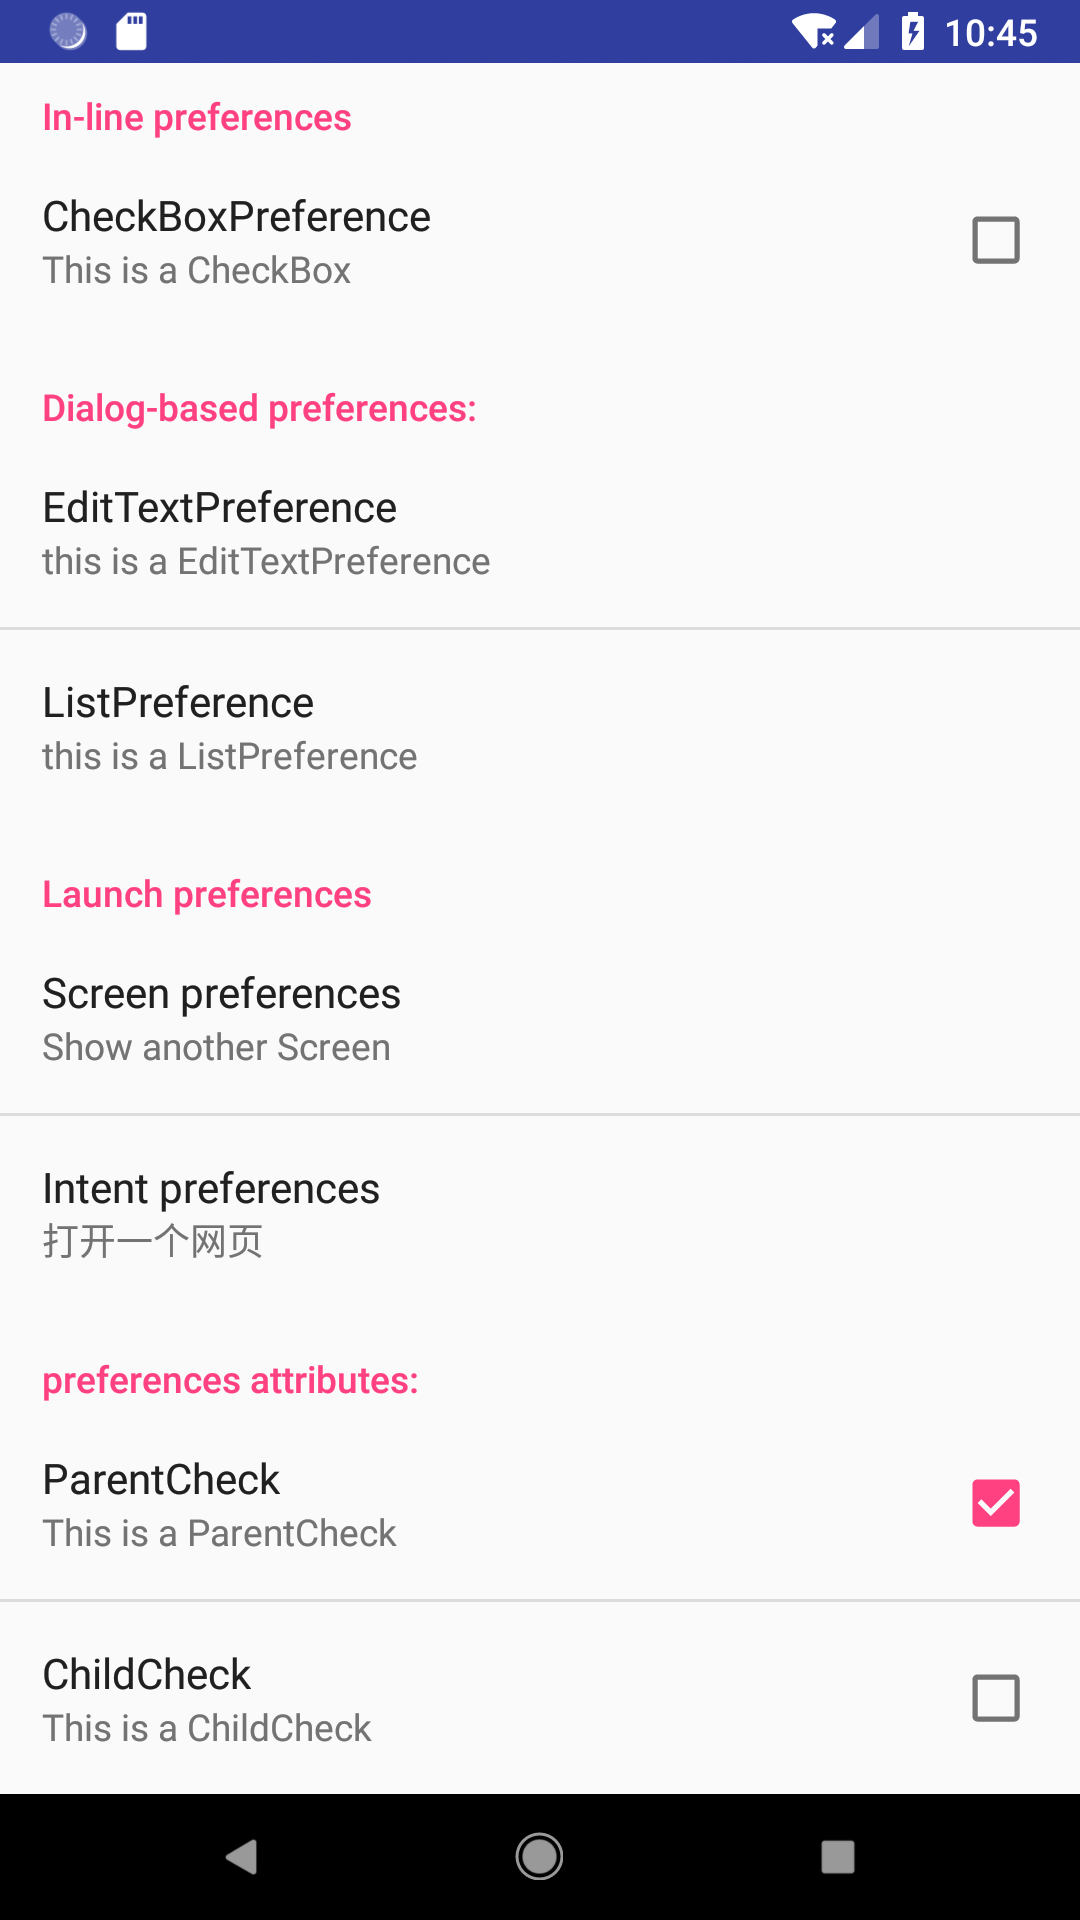 10:45
In-line preferences
CheckBoxPreference
This is a CheckBox
Dialog-based preferences:
EditTextPreference
this is a EditTextPreference
ListPreference
this is a ListPreference
Launch preferences
Screen preferences
Show another Screen
Intent preferences
打开一个网页
preferences attributes:
ParentCheck
This is a ParentCheck
ChildCheck
This is a ChildCheck